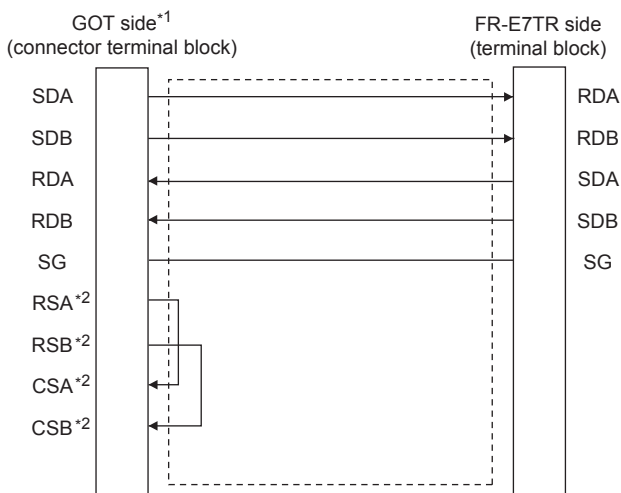 GOT side*1
(connector terminal block)
FR-E7TR side
(terminal block)
SDA
RDA
SDB
RDB
RDA
SDA
RDB
SDB
SG
SG
RSA*2
RSB*2
CSA*2
CSB*2